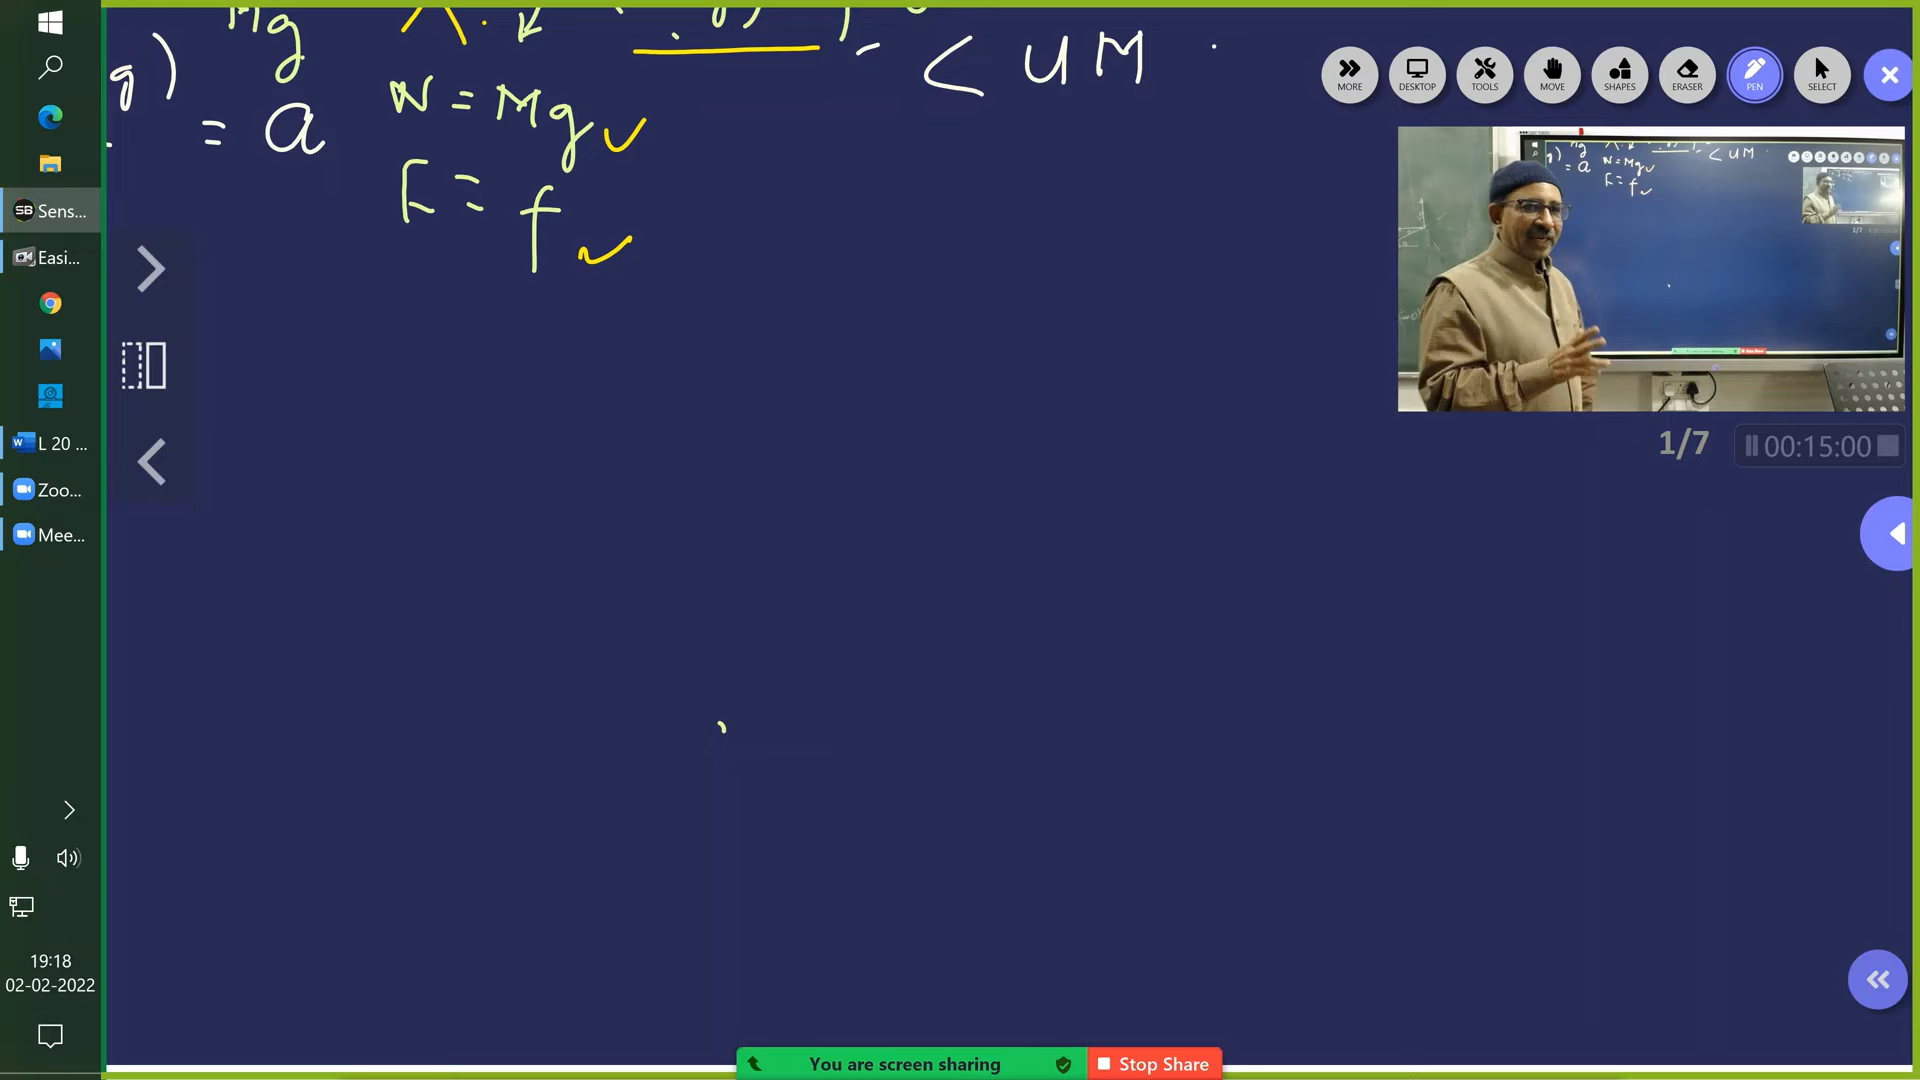 Mg
g) < UM
= a N = Mg
F = f
MORE DESKTOP TOOLS MOVE SHAPES ERASER PEN SELECT
Sens...
Easi...
1/7 00:15:00
L 20 ...
Zoo...
Mee...
19:18
02-02-2022
You are screen sharing Stop Share